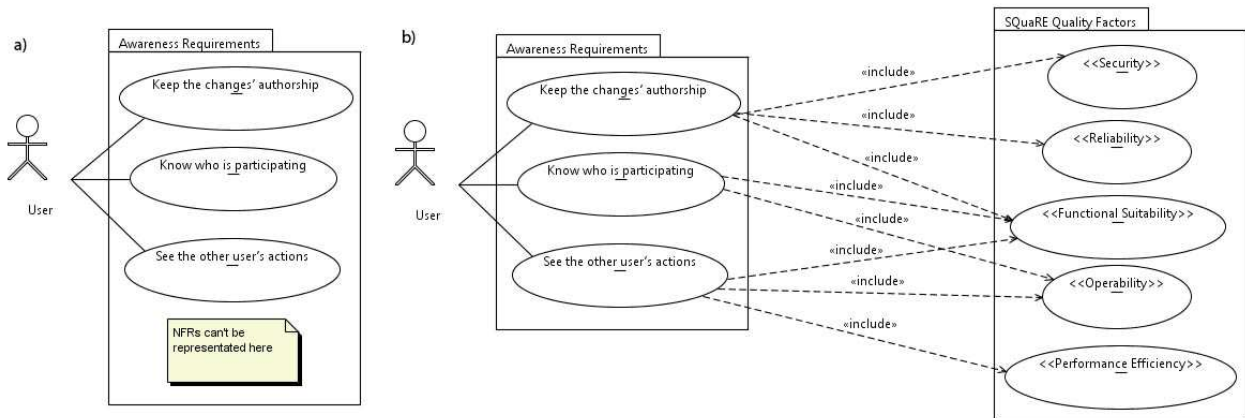 a)
Awareness Requirements
Keep the changes' authorship
Know who is participating
User
See the other user's actions
NFRs can't be
representated here
b)
Awareness Requirements
Keep the changes' authorship
Know who is participating
User
See the other user's actions
«include»
«include»
«include»
«include»
«include»
«include»
«include»
«include»
SQuaRE Quality Factors
<<Security>>
<<Reliability>>
<<Functional Suitability>>
<<Operability>>
<<Performance Efficiency>>